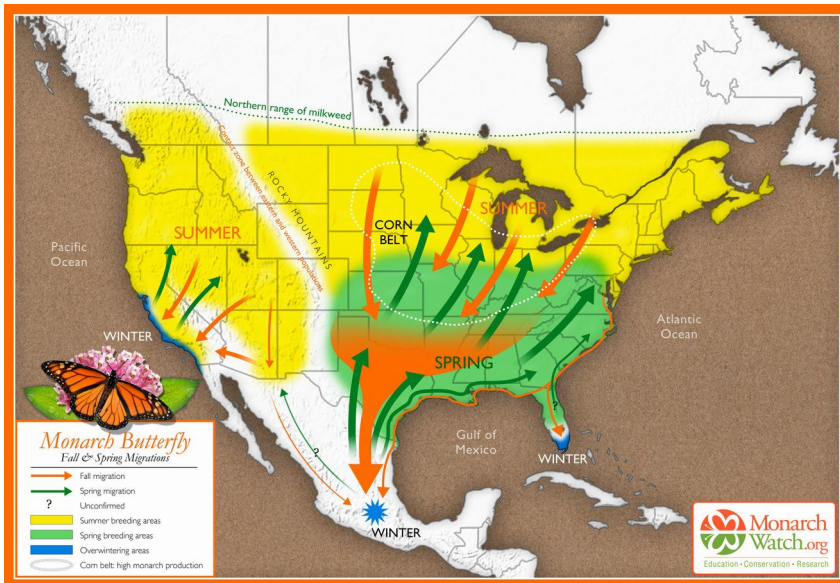 Northern range of milkweed
Contact zone between eastern and western populations
ROCKY MOUNTAINS
SUMMER
SUMMER
CORN
BELT
Pacific
Ocean
Atlantic
Ocean
WINTER
SPRING
?
?
Gulf of
Mexico
WINTER
WINTER
Monarch Butterfly
Fall & Spring Migrations
Fall migration
Spring migration
? Unconfirmed
Summer breeding areas
Spring breeding areas
Overwintering areas
Corn belt: high monarch production
Monarch
Watch.org
Education • Conservation • Research